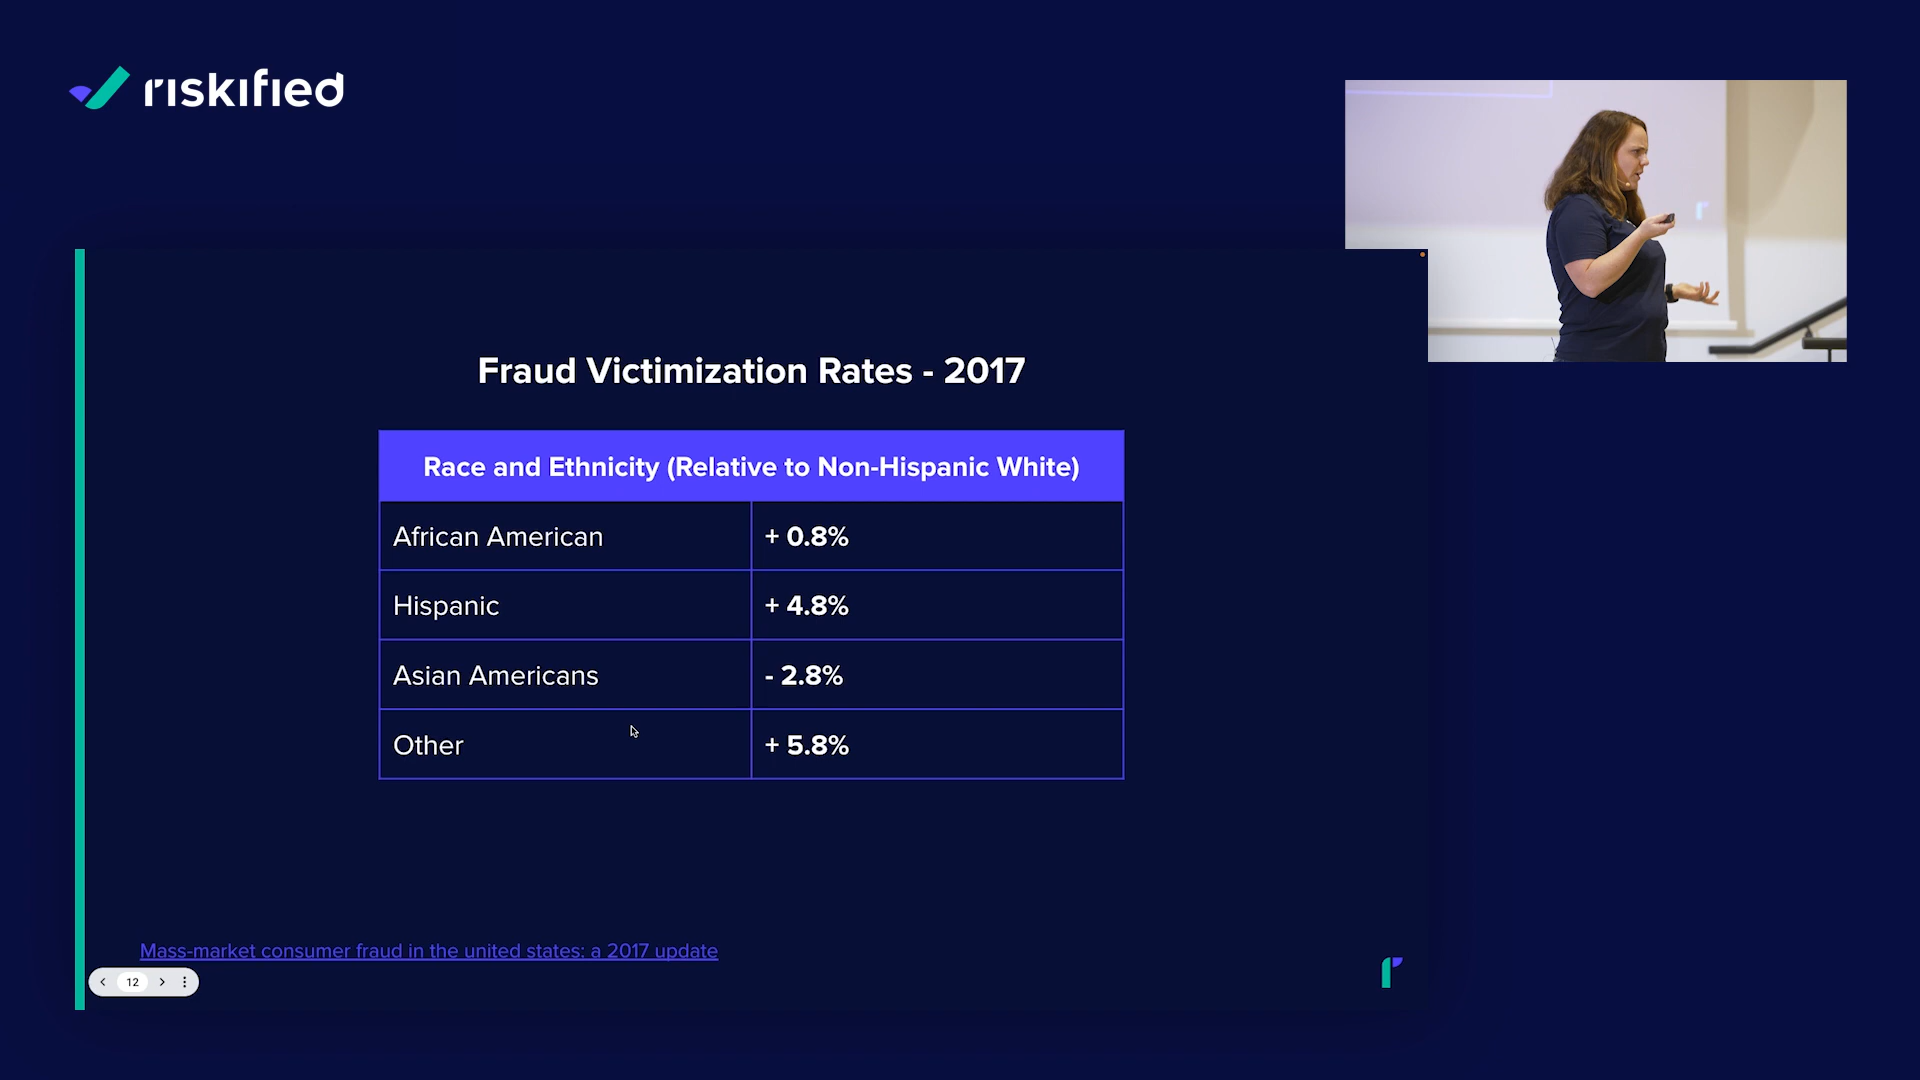 riskified
Fraud Victimization Rates - 2017
Race and Ethnicity (Relative to Non-Hispanic White)
African American + 0.8%
Hispanic + 4.8%
Asian Americans - 2.8%
Other + 5.8%
Mass-market consumer fraud in the united states: a 2017 update
12